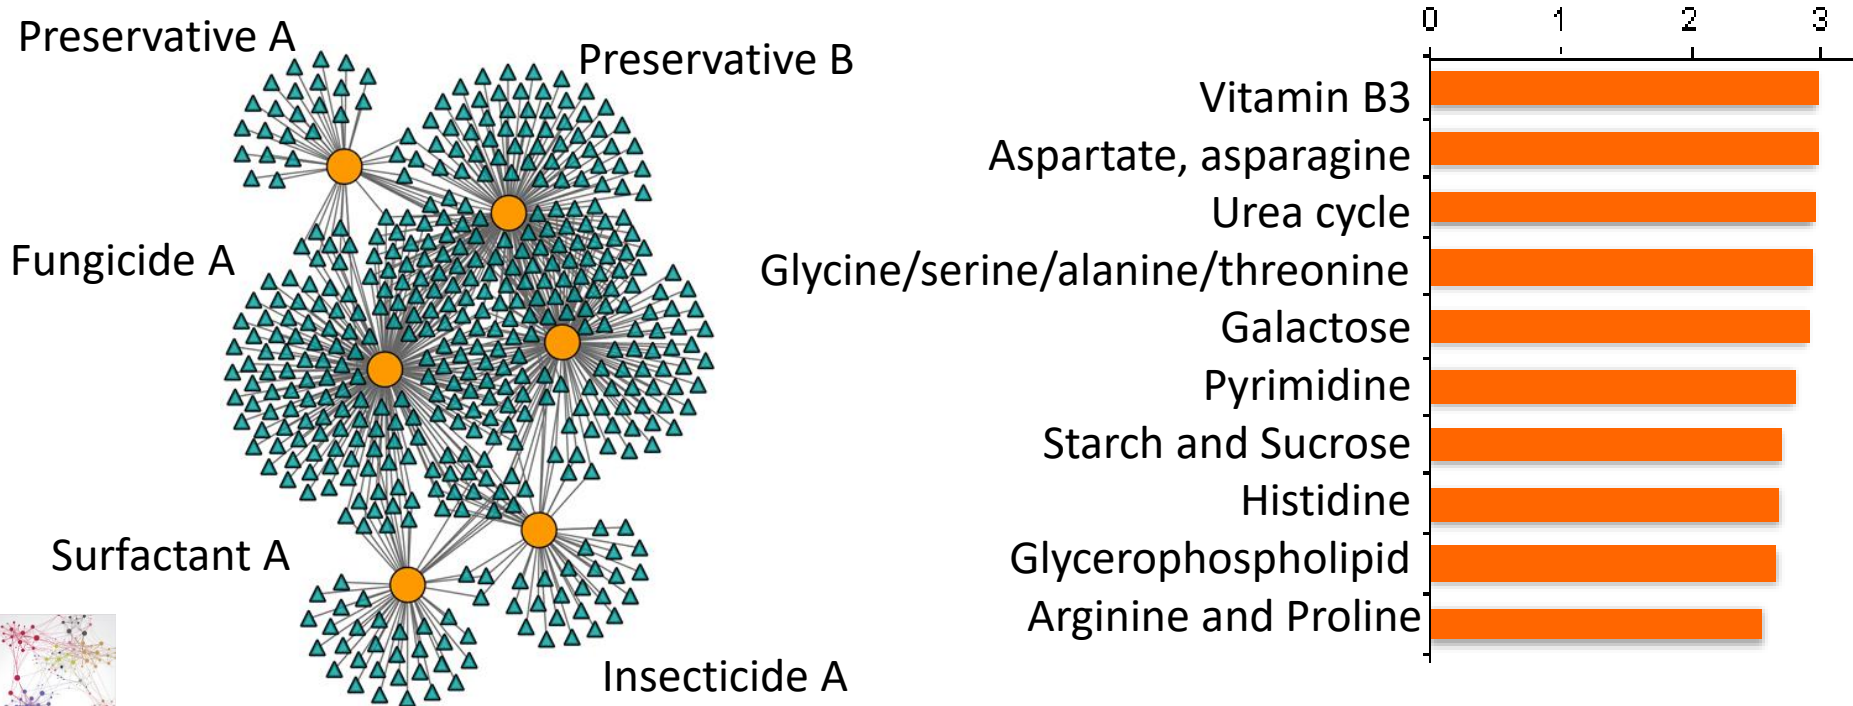 Preservative A
Preservative B
Fungicide A
Surfactant A
Insecticide A
0 1 2 3
Vitamin B3
Aspartate, asparagine
Urea cycle
Glycine/serine/alanine/threonine
Galactose
Pyrimidine
Starch and Sucrose
Histidine
Glycerophospholipid
Arginine and Proline